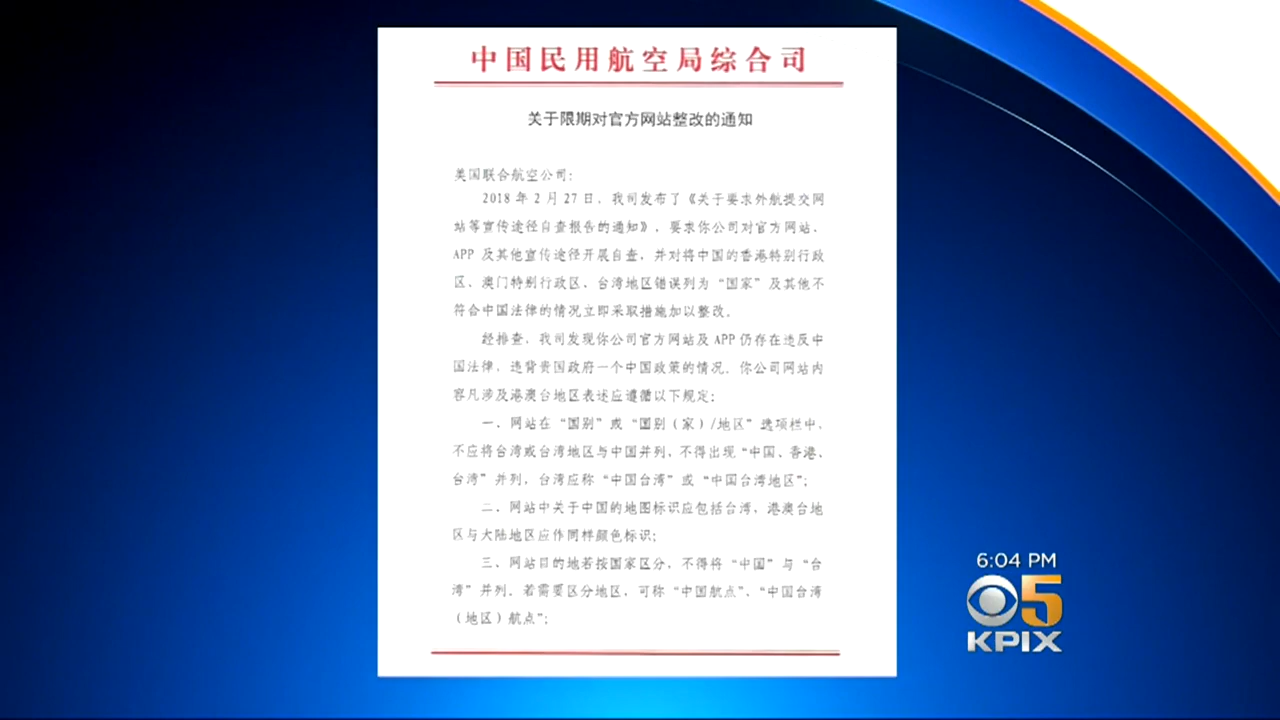 中国民用航空局综合司
关于限期对官方网站整改的通知
美国联合航空公司:
2018 年 2 月 27 日，我司发布了《关于要求外航提交网
站等宣传途径自查报告的通知》，要求你公司对官方网站、
APP 及其他宣传途径开展自查，并对将中国的香港特别行政
区、澳门特别行政区、台湾地区错误列为“国家”及其他不
符合中国法律的情况立即采取措施加以整改。
经排查，我司发现你公司官方网站及 APP 仍存在违反中
国法律，违背贵国政府一个中国政策的情况。你公司网站内
容凡涉及港澳台地区表述应遵循以下规定:
一、网站在“国别”或“国别（家）/地区”选项栏中，
不应将台湾或台湾地区与中国并列，不得出现“中国、香港、
台湾”并列，台湾应称“中国台湾”或“中国台湾地区”;
二、网站中关于中国的地图标识应包括台湾，港澳台地
区与大陆地区应作同样颜色标识;
三、网站目的地若按国家区分，不得将“中国”与“台
湾”并列。若需要区分地区，可称“中国航点”、“中国台湾
（地区）航点”;
6:04 PM
5
KPIX